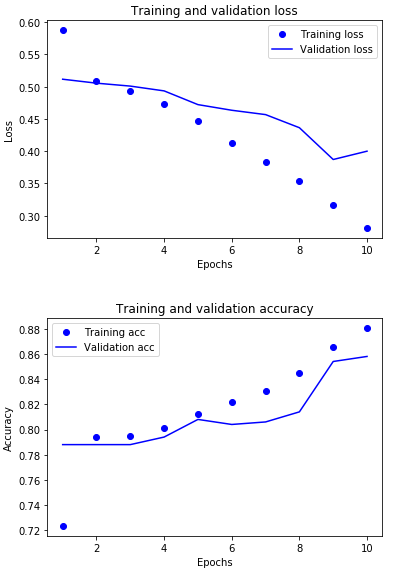 Training and validation loss
0.60
0.55
0.50
0.45
0.40
0.35
0.30
Loss
Training loss
Validation loss
2 4 6 8 10
Epochs
Training and validation accuracy
0.88
0.86
0.84
0.82
0.80
0.78
0.76
0.74
0.72
Accuracy
Training acc
Validation acc
2 4 6 8 10
Epochs